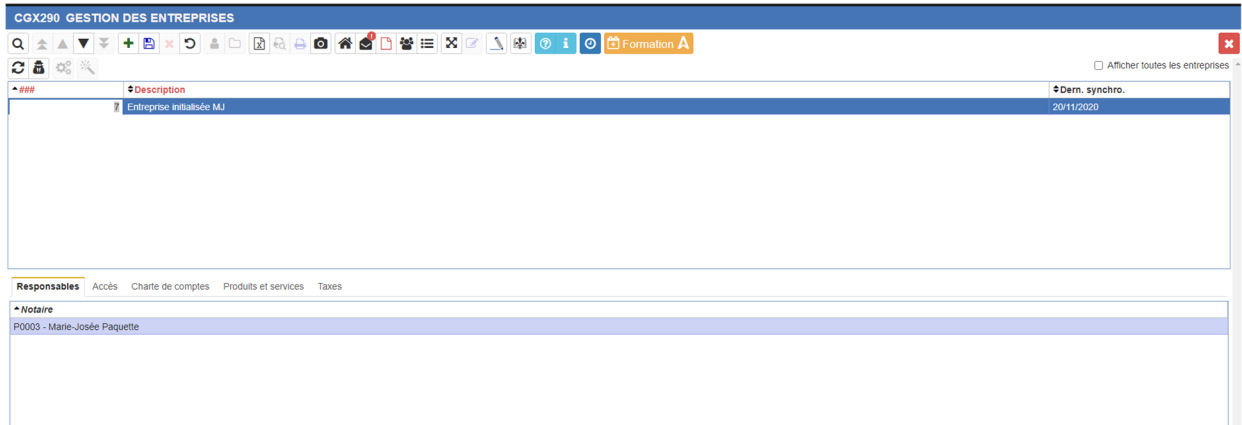 CGX290 GESTION DES ENTREPRISES
Formation A
Afficher toutes les entreprises
### Description Dern. synchro.
7 Entreprise initialisée MJ 20/11/2020
Responsables Accès Charte de comptes Produits et services Taxes
Notaire
P0003 - Marie-Josée Paquette